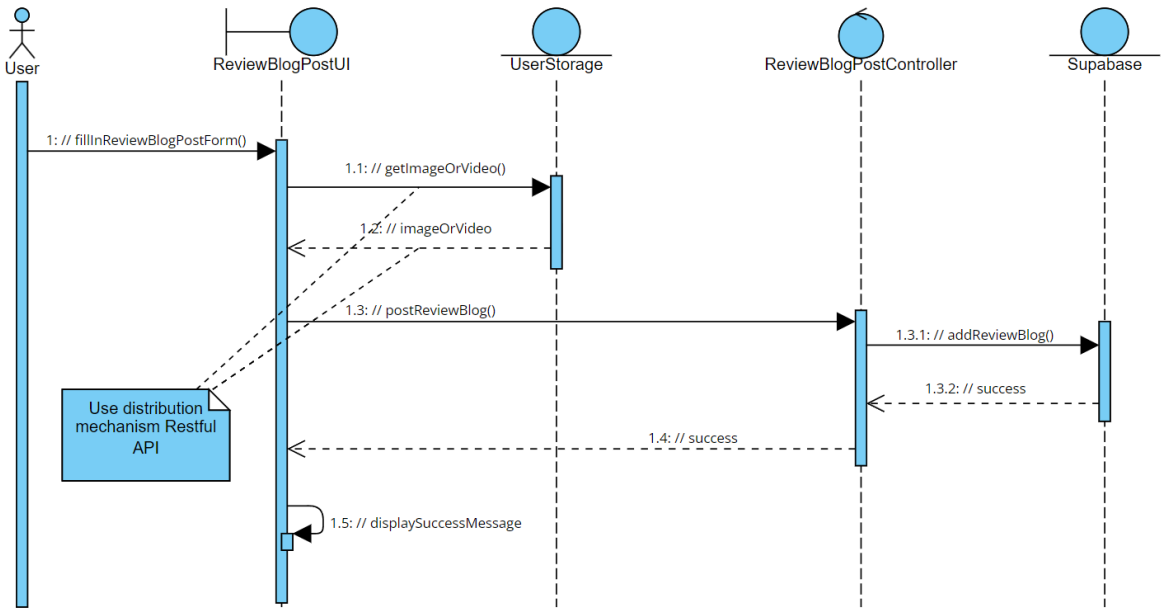 User
ReviewBlogPostUI
UserStorage
ReviewBlogPostController
Supabase
1: // fillInReviewBlogPostForm()
1.1: // getImageOrVideo()
1.2: // imageOrVideo
1.3: // postReviewBlog()
1.3.1: // addReviewBlog()
1.3.2: // success
Use distribution
mechanism Restful
API
1.4: // success
1.5: // displaySuccessMessage